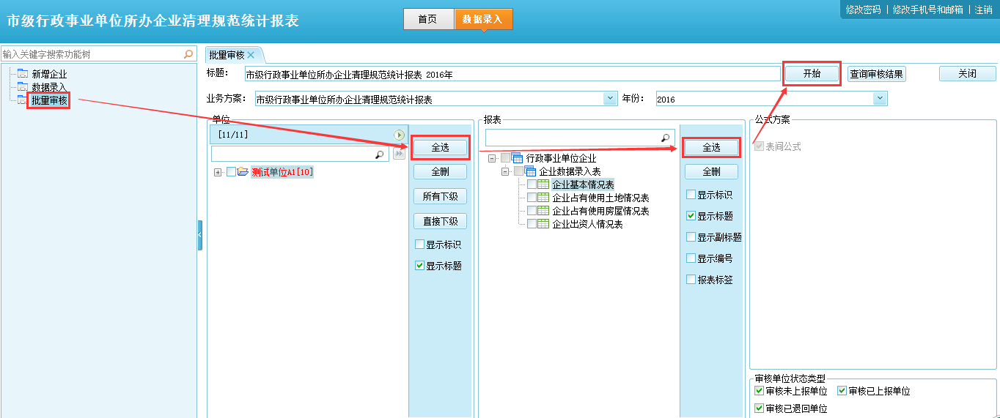 市级行政事业单位所办企业清理规范统计报表
首页
数据录入
修改密码 | 修改手机号和邮箱 | 注销
输入关键字搜索功能树
新增企业
数据录入
批量审核
批量审核
标题:
市级行政事业单位所办企业清理规范统计报表 2016年
开始
查询审核结果
关闭
业务方案:
市级行政事业单位所办企业清理规范统计报表
年份:
2016
单位
[11/11]
测试单位A1[10]
全选
全删
所有下级
直接下级
显示标识
显示标题
报表
行政事业单位企业
企业数据录入表
企业基本情况表
企业占有使用土地情况表
企业占有使用房屋情况表
企业出资人情况表
全选
全删
显示标识
显示标题
显示副标题
显示编号
报表标签
公式方案
表间公式
审核单位状态类型
审核未上报单位
审核已上报单位
审核已退回单位